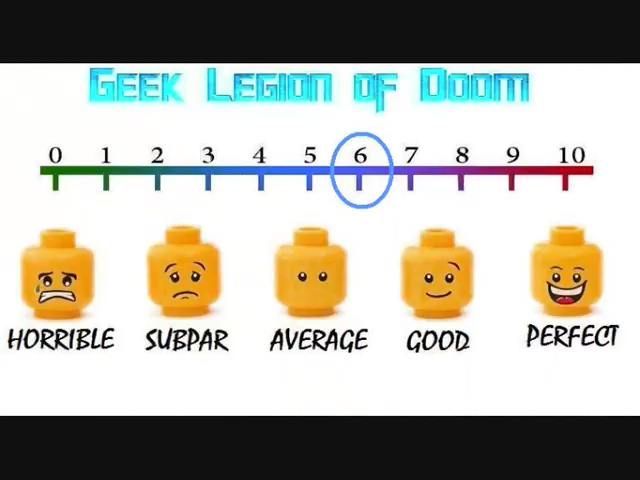 Geek Legion of Doom
0 1 2 3 4 5 6 7 8 9 10
HORRIBLE SUBPAR AVERAGE GOOD PERFECT